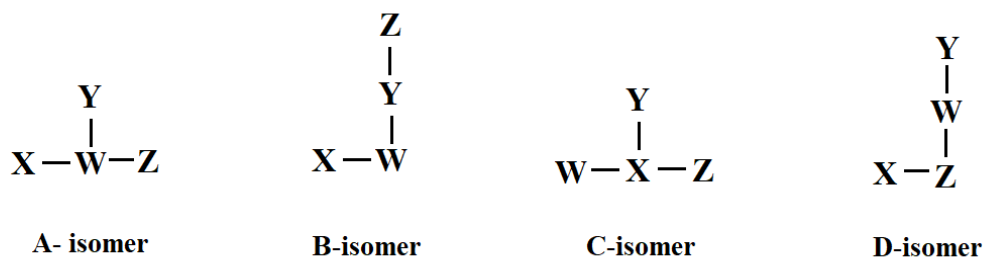 Y
X W Z
A- isomer
Z
Y
X W
B-isomer
Y
W X Z
C-isomer
Y
W
X Z
D-isomer